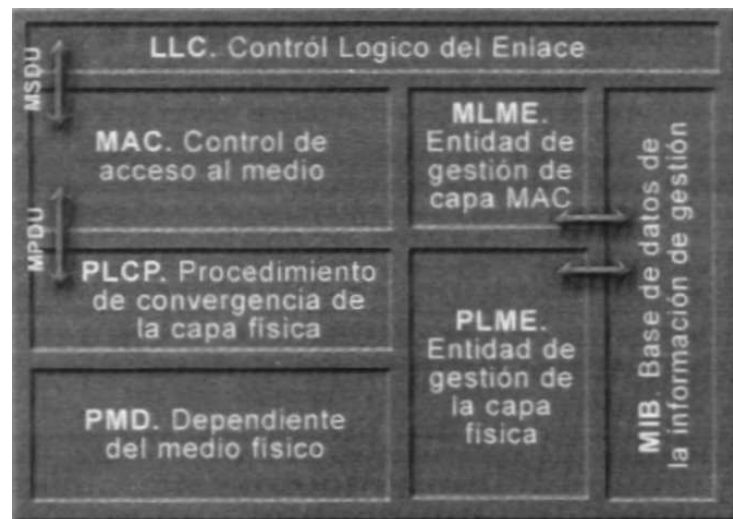 LLC. Contról Logico del Enlace
MSDU
MAC. Control de
acceso al medio
MLME.
Entidad de
gestión de
capa MAC
MPDU
PLCP. Procedimiento
de convergencia de
la capa física
PLME.
Entidad de
gestión de
la capa
física
PMD. Dependiente
del medio físico
MIB. Base de datos de
la información de gestión